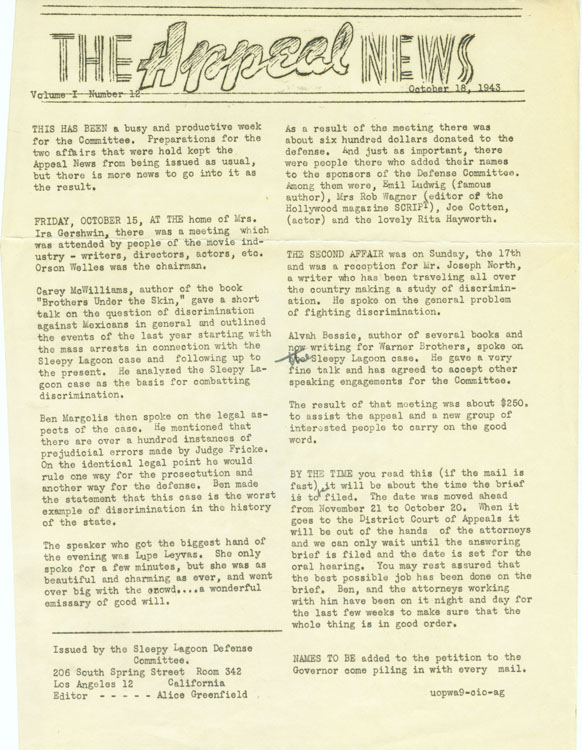 THE Appeal NEWS
Volume I Number 12
October 18, 1943
THIS HAS BEEN a busy and productive week
for the Committee. Preparations for the
two affairs that were held kept the
Appeal News from being issued as usual,
but there is more news to go into it as
the result.
FRIDAY, OCTOBER 15, AT THE home of Mrs.
Ira Gershwin, there was a meeting which
was attended by people of the movie ind-
ustry - writers, directors, actors, etc.
Orson Welles was the chairman.
Carey McWilliams, author of the book
"Brothers Under the Skin," gave a short
talk on the question of discrimination
against Mexicans in general and outlined
the events of the last year starting with
the mass arrests in connection with the
Sleepy Lagoon case and following up to
the present. He analyzed the Sleepy La-
goon case as the basis for combatting
discrimination.
Ben Margolis then spoke on the legal as-
pects of the case. He mentioned that
there are over a hundred instances of
prejudicial errors made by Judge Fricke.
On the identical legal point he would
rule one way for the prosectution and
another way for the defense. Ben made
the statement that this case is the worst
example of discrimination in the history
of the state.
The speaker who got the biggest hand of
the evening was Lupe Leyvas. She only
spoke for a few minutes, but she was as
beautiful and charming as ever, and went
over big with the crowd....a wonderful
emissary of good will.
Issued by the Sleepy Lagoon Defense
Committee.
206 South Spring Street Room 342
Los Angeles 12 California
Editor - - - - - Alice Greenfield
As a result of the meeting there was
about six hundred dollars donated to the
defense. And just as important, there
were people there who added their names
to the sponsors of the Defense Committee.
Among them were, Emil Ludwig (famous
author), Mrs Rob Wagner (editor of the
Hollywood magazine SCRIPT), Joe Cotten,
(actor) and the lovely Rita Hayworth.
THE SECOND AFFAIR was on Sunday, the 17th
and was a reception for Mr. Joseph North,
a writer who has been traveling all over
the country making a study of discrimin-
ation. He spoke on the general problem
of fighting discrimination.
Alvah Bessie, author of several books and
now writing for Warner Brothers, spoke on
the Sleepy Lagoon case. He gave a very
fine talk and has agreed to accept other
speaking engagements for the Committee.
The result of that meeting was about $250.
to assist the appeal and a new group of
interested people to carry on the good
word.
BY THE TIME you read this (if the mail is
fast) it will be about the time the brief
is to filed. The date was moved ahead
from November 21 to October 20. When it
goes to the District Court of Appeals it
will be out of the hands of the attorneys
and we can only wait until the answering
brief is filed and the date is set for the
oral hearing. You may rest assured that
the best possible job has been done on the
brief. Ben, and the attorneys working
with him have been on it night and day for
the last few weeks to make sure that the
whole thing is in good order.
NAMES TO BE added to the petition to the
Governor come piling in with every mail.
uopwa9-cio-ag